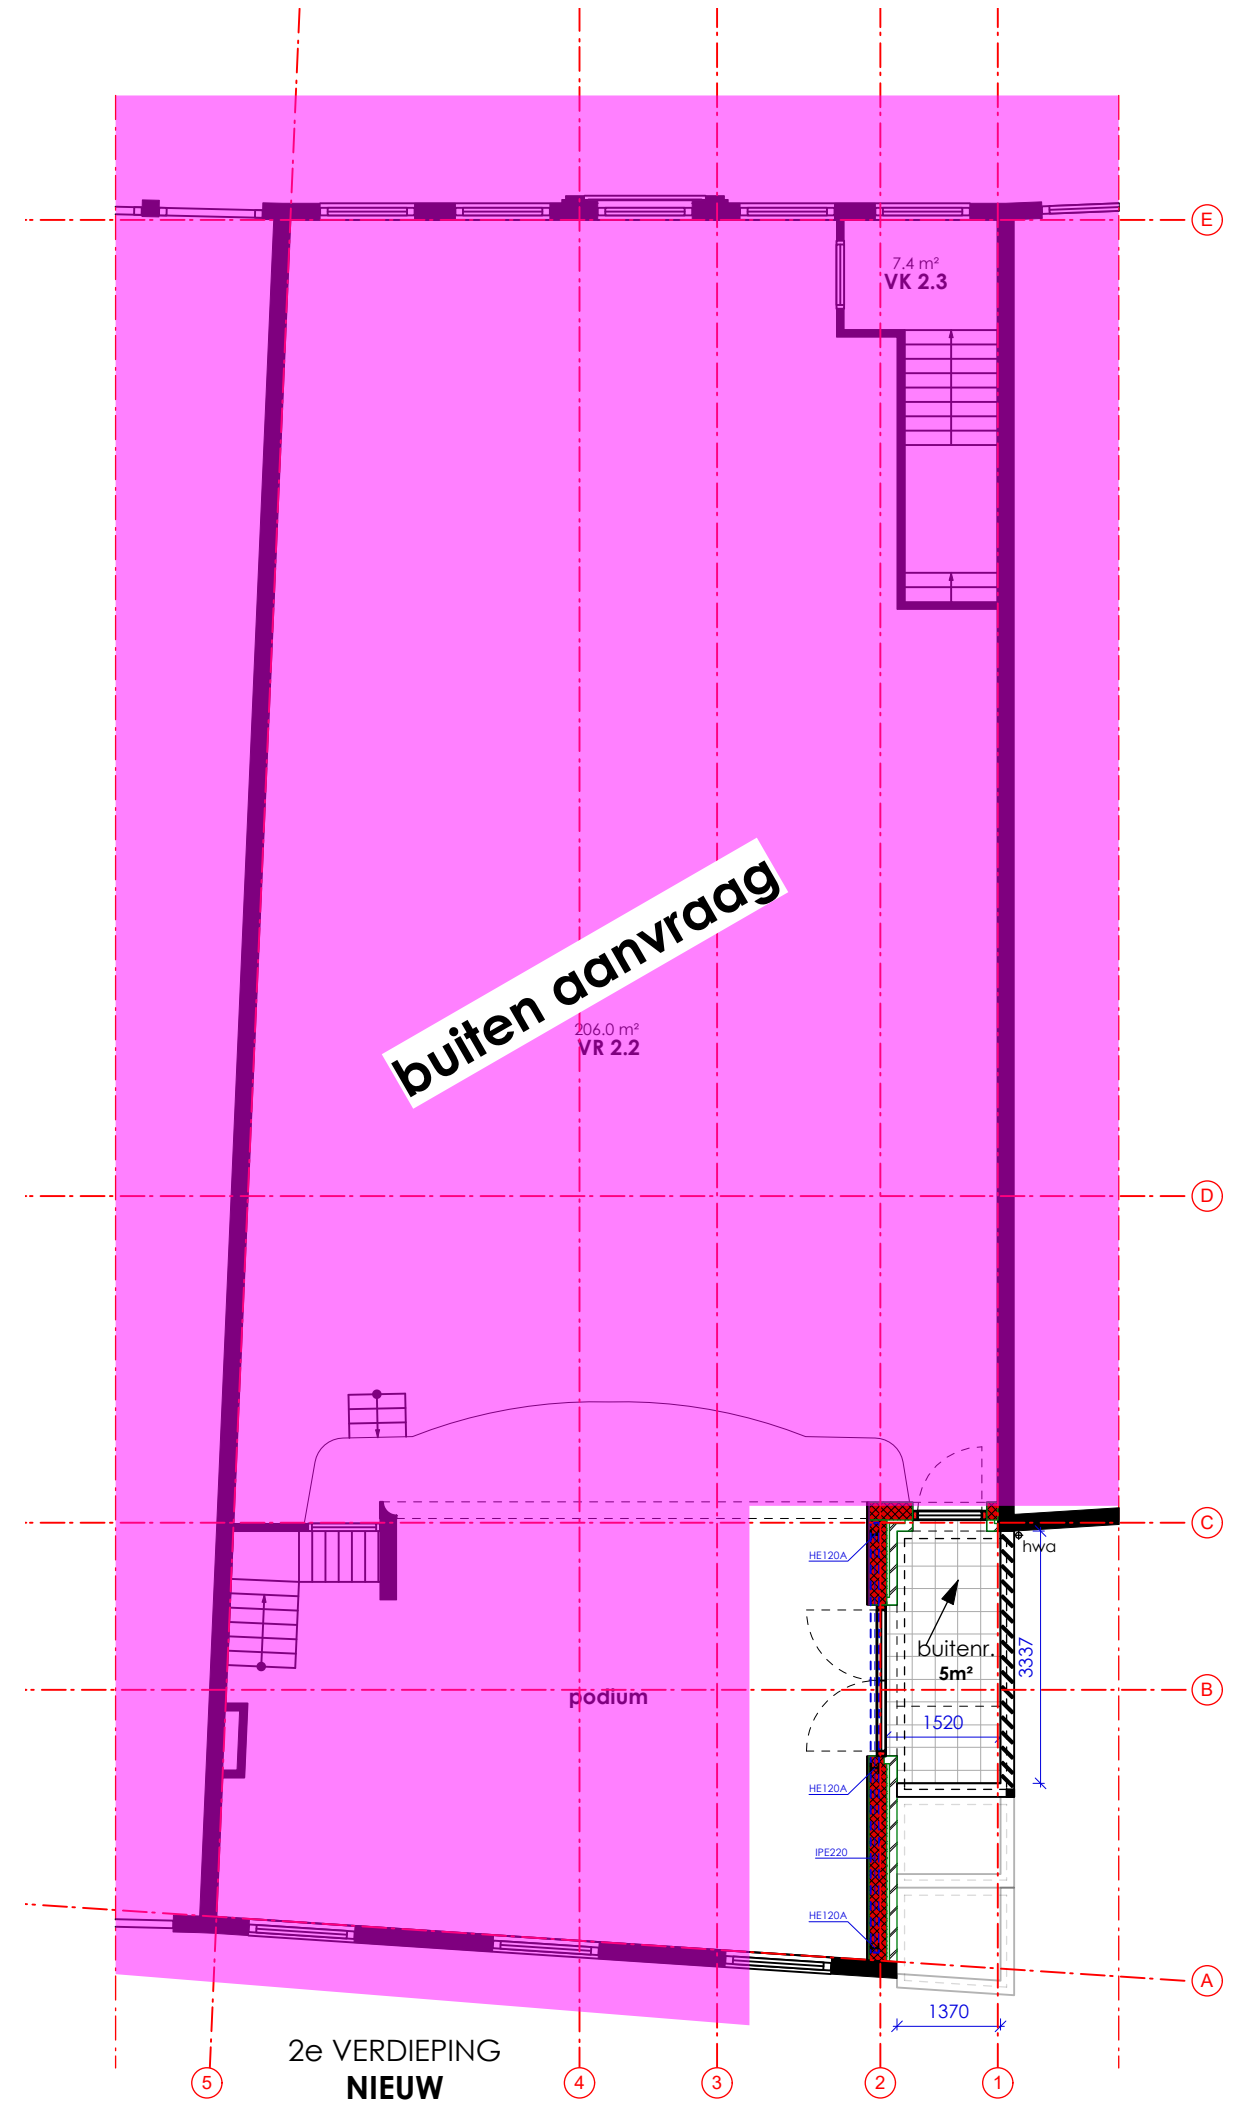 E
7.4 m²
VK 2.3
buiten aanvraag
206.0 m²
VR 2.2
D
C
HE120A
hwa
buitenr.
5m²
3337
B
podium
1520
HE120A
IPE220
HE120A
A
1370
2e VERDIEPING
NIEUW
5
4
3
2
1